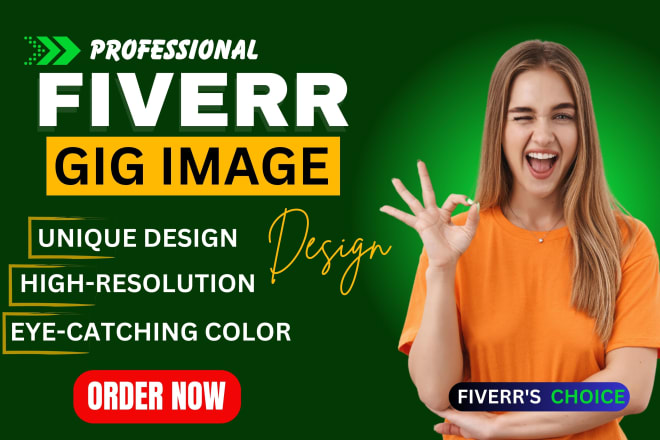 PROFESSIONAL
FIVERR
GIG IMAGE
Design
UNIQUE DESIGN
HIGH-RESOLUTION
EYE-CATCHING COLOR
ORDER NOW
FIVERR'S CHOICE